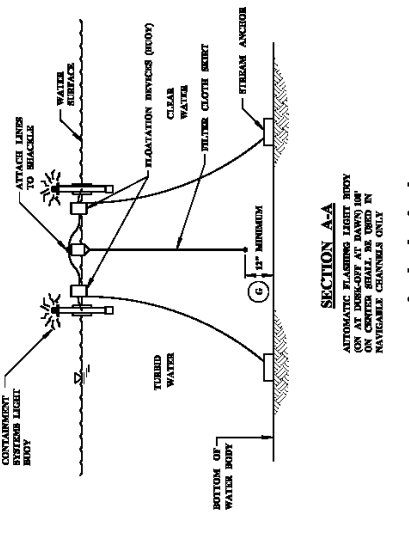 CONTAINMENT
SYSTEMS LIGHT
BUOY
ATTACH LINES
TO SHACKLE
WATER
SURFACE
FLOATATION DEVICES (BUOY)
CLEAR
WATER
FILTER CLOTH SKIRT
STREAM ANCHOR
TURBID
WATER
G
12" MINIMUM
BOTTOM OF
WATER BODY
SECTION A-A
AUTOMATIC FLASHING LIGHT BUOY
(ON AT DUSK-OFF AT DAWN) 100'
ON CENTER SHALL BE USED IN
NAVIGABLE CHANNELS ONLY